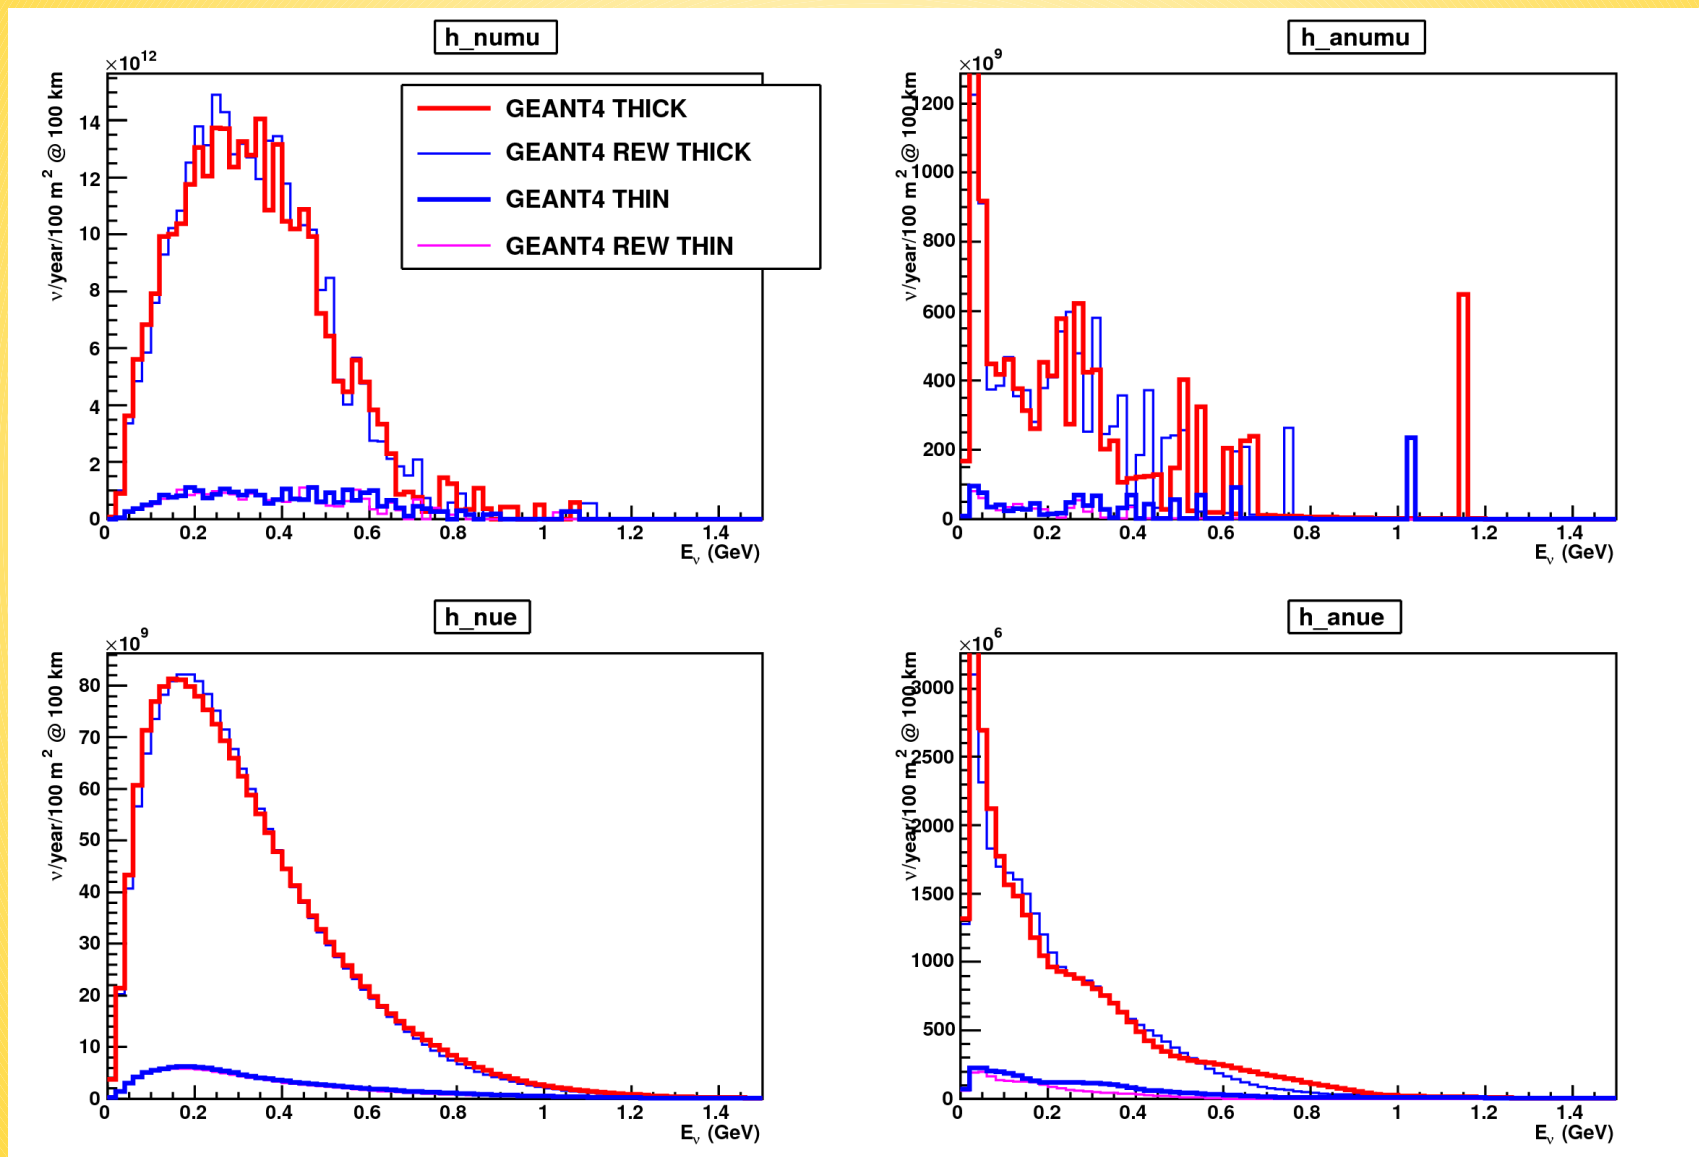 h_numu
×10^12
ν/year/100 m^2 @ 100 km
14
12
10
8
6
4
2
0
0 0.2 0.4 0.6 0.8 1 1.2 1.4
E_ν (GeV)
GEANT4 THICK
GEANT4 REW THICK
GEANT4 THIN
GEANT4 REW THIN
h_anumu
×10^9
ν/year/100 m^2 @ 100 km
1200
1000
800
600
400
200
0
0 0.2 0.4 0.6 0.8 1 1.2 1.4
E_ν (GeV)
h_nue
×10^9
ν/year/100 m^2 @ 100 km
80
70
60
50
40
30
20
10
0
0 0.2 0.4 0.6 0.8 1 1.2 1.4
E_ν (GeV)
h_anue
×10^6
ν/year/100 m^2 @ 100 km
3000
2500
2000
1500
1000
500
0
0 0.2 0.4 0.6 0.8 1 1.2 1.4
E_ν (GeV)